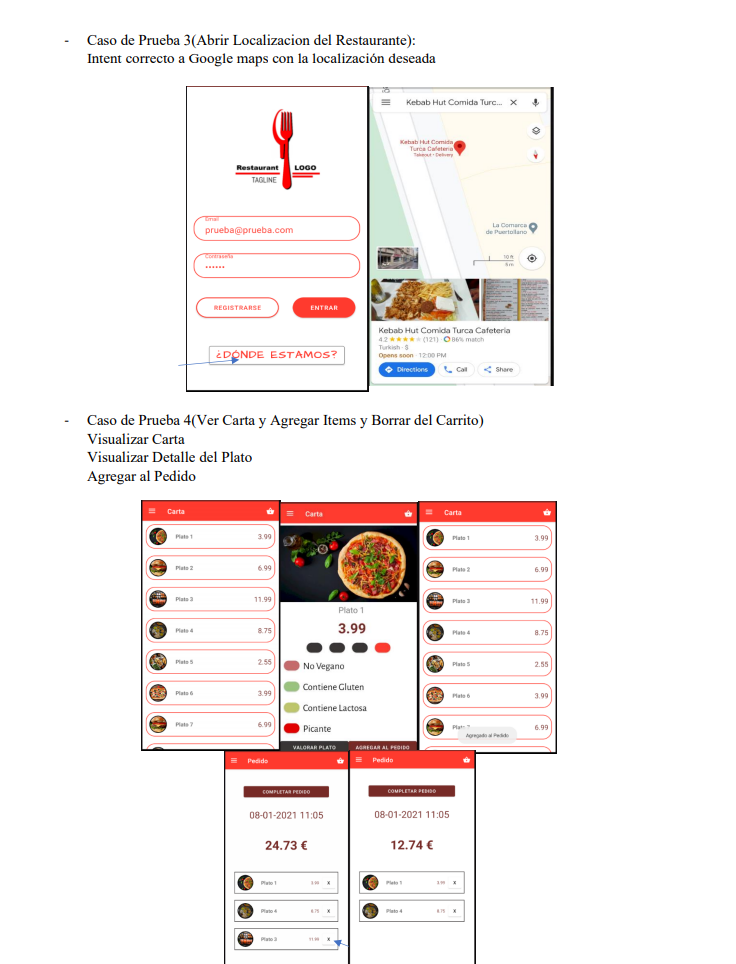 - Caso de Prueba 3(Abrir Localizacion del Restaurante):
Intent correcto a Google maps con la localización deseada
Restaurant LOGO
TAGLINE
Email
prueba@prueba.com
Contraseña
••••••
REGISTRARSE ENTRAR
¿DÓNDE ESTAMOS?
Kebab Hut Comida Turc... X
Kebab Hut Comida
Turca Cafeteria
Takeout • Delivery
La Comarca
de Puertollano
10 ft
5 m
Kebab Hut Comida Turca Cafeteria
4.2 ★★★★★ (121) · 86% match
Turkish · $
Opens soon · 12:00 PM
Directions Call Share
- Caso de Prueba 4(Ver Carta y Agregar Items y Borrar del Carrito)
Visualizar Carta
Visualizar Detalle del Plato
Agregar al Pedido
Carta
Plato 1 3.99
Plato 2 6.99
Plato 3 11.99
Plato 4 8.75
Plato 5 2.55
Plato 6 3.99
Plato 7 6.99
Carta
Plato 1
3.99
No Vegano
Contiene Gluten
Contiene Lactosa
Picante
VALORAR PLATO AGREGAR AL PEDIDO
Carta
Plato 1 3.99
Plato 2 6.99
Plato 3 11.99
Plato 4 8.75
Plato 5 2.55
Plato 6 3.99
Plato 7 6.99
Agregado al Pedido
Pedido
COMPLETAR PEDIDO
08-01-2021 11:05
24.73 €
Plato 1 3.99 X
Plato 4 8.75 X
Plato 3 11.99 X
Pedido
COMPLETAR PEDIDO
08-01-2021 11:05
12.74 €
Plato 1 3.99 X
Plato 4 8.75 X